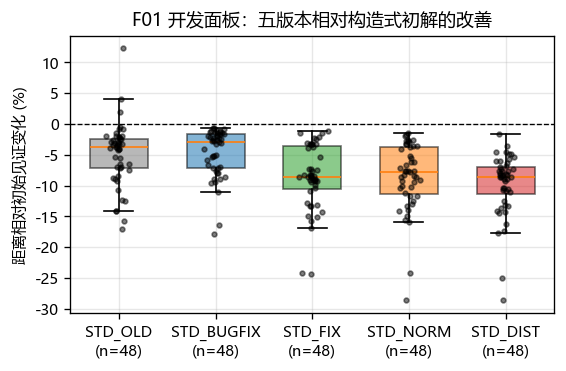 F01 开发面板：五版本相对构造式初解的改善
距离相对初始见证变化 (%)
10
5
0
-5
-10
-15
-20
-25
-30
STD_OLD
(n=48)
STD_BUGFIX
(n=48)
STD_FIX
(n=48)
STD_NORM
(n=48)
STD_DIST
(n=48)